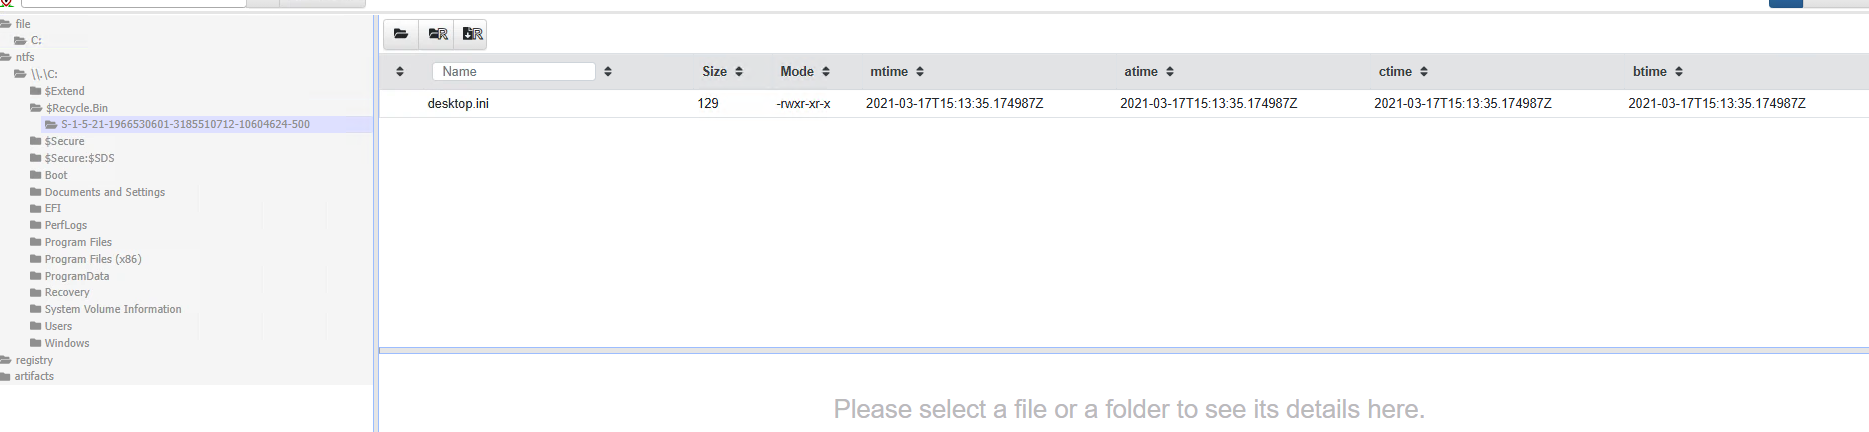 file
C:
ntfs
\\.\C:
$Extend
$Recycle.Bin
S-1-5-21-1966530601-3185510712-10604624-500
$Secure
$Secure:$SDS
Boot
Documents and Settings
EFI
PerfLogs
Program Files
Program Files (x86)
ProgramData
Recovery
System Volume Information
Users
Windows
registry
artifacts
R R
Name Size Mode mtime atime ctime btime
desktop.ini 129 -rwxr-xr-x 2021-03-17T15:13:35.174987Z 2021-03-17T15:13:35.174987Z 2021-03-17T15:13:35.174987Z 2021-03-17T15:13:35.174987Z
Please select a file or a folder to see its details here.